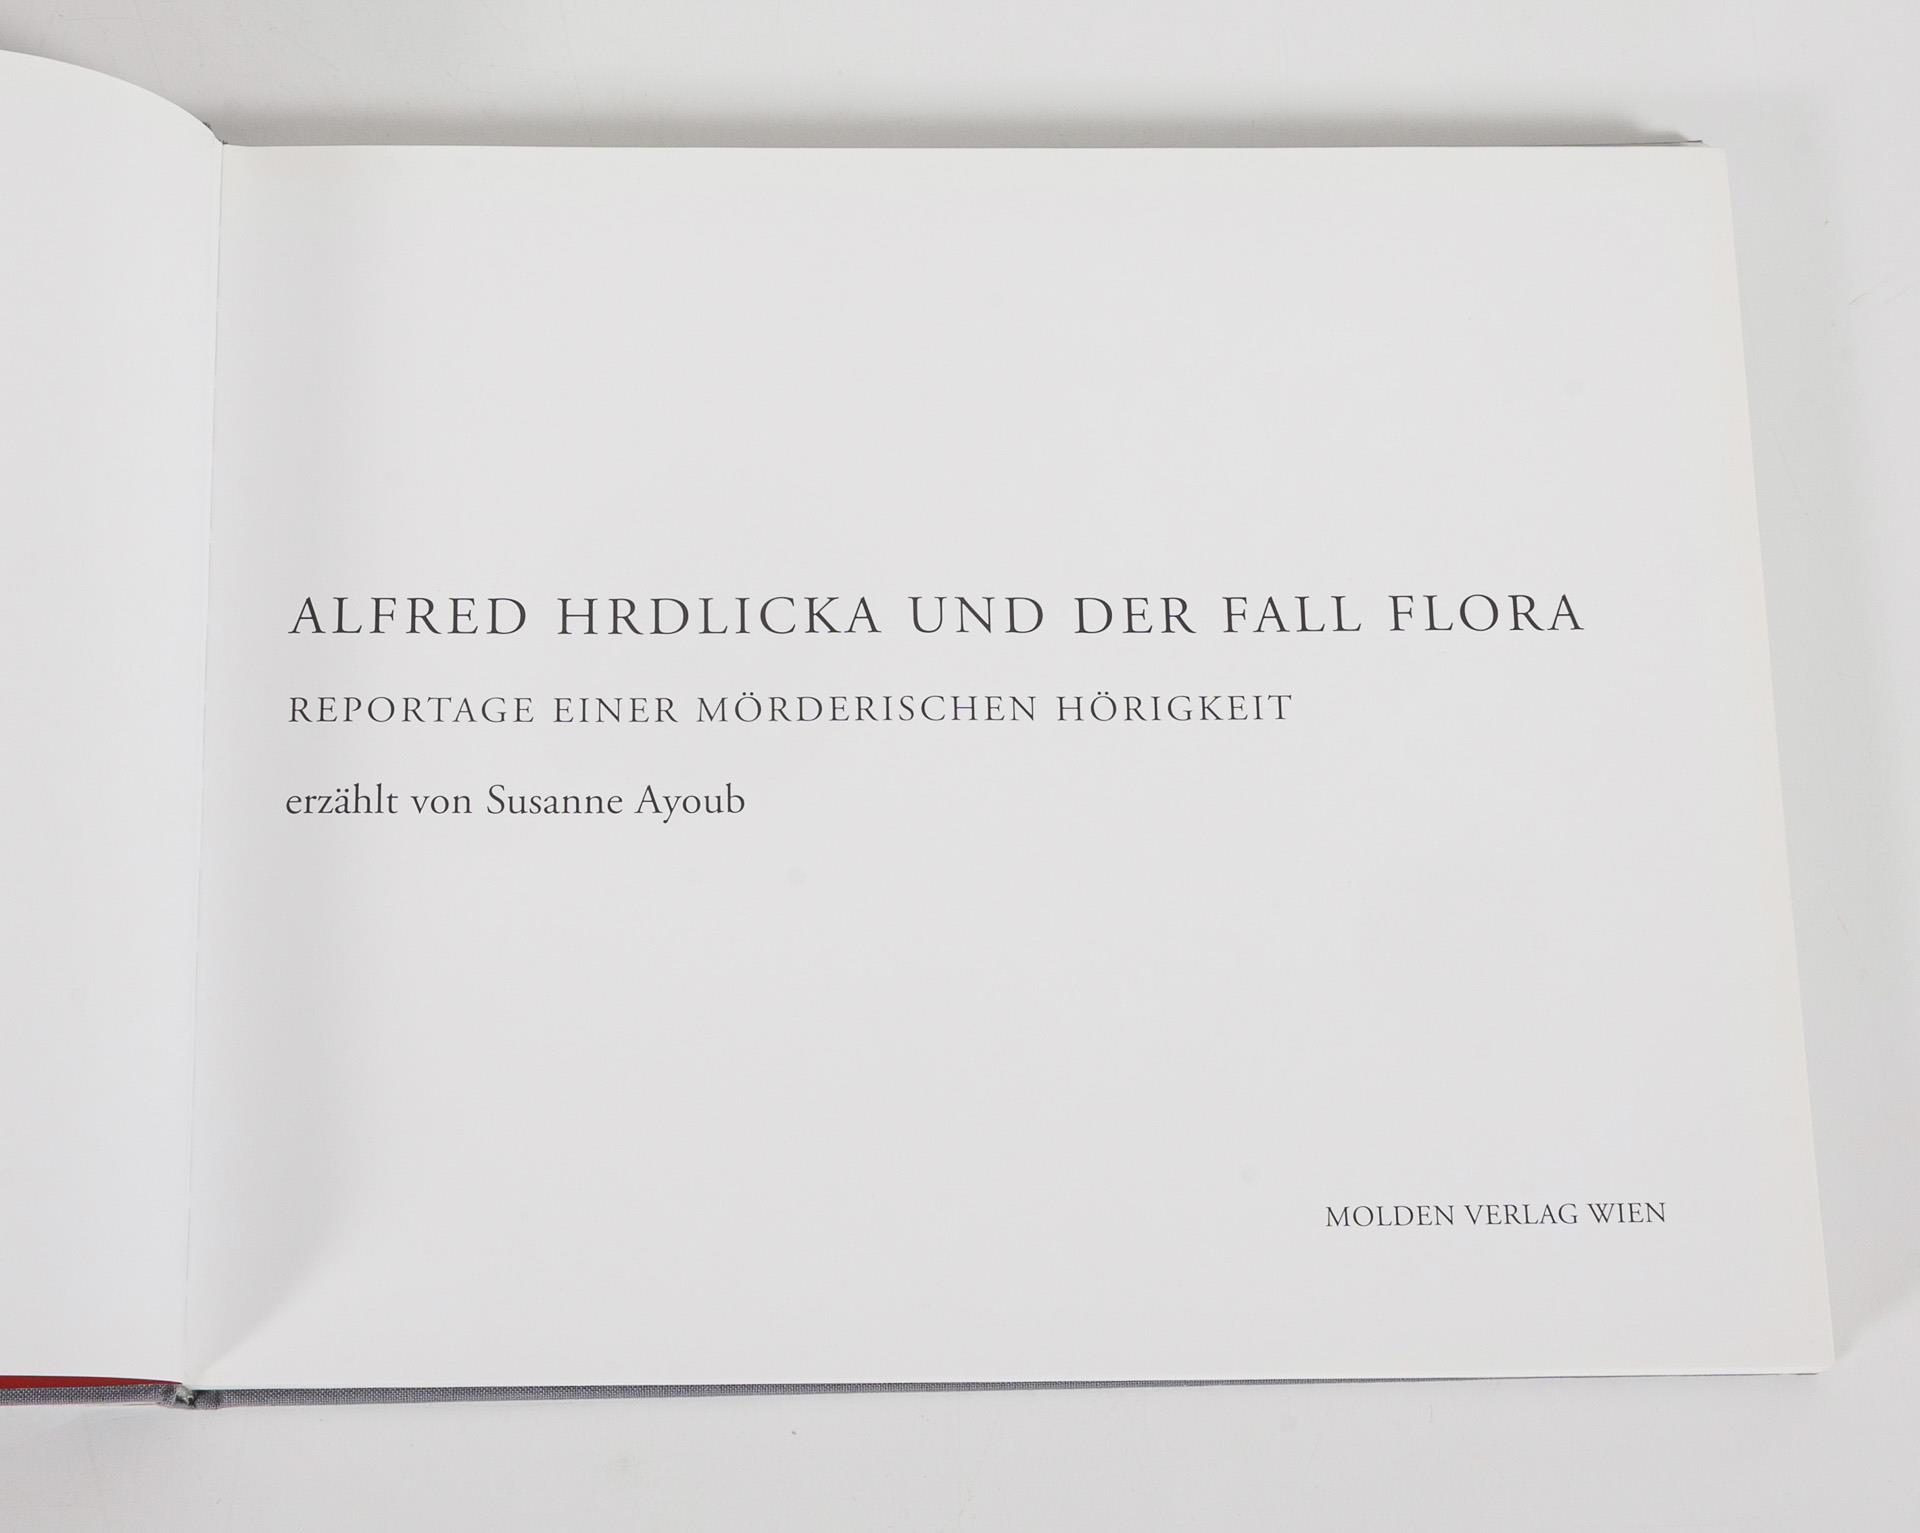 ALFRED HRDLICKA UND DER FALL FLORA
REPORTAGE EINER MÖRDERISCHEN HÖRIGKEIT
erzählt von Susanne Ayoub
MOLDEN VERLAG WIEN